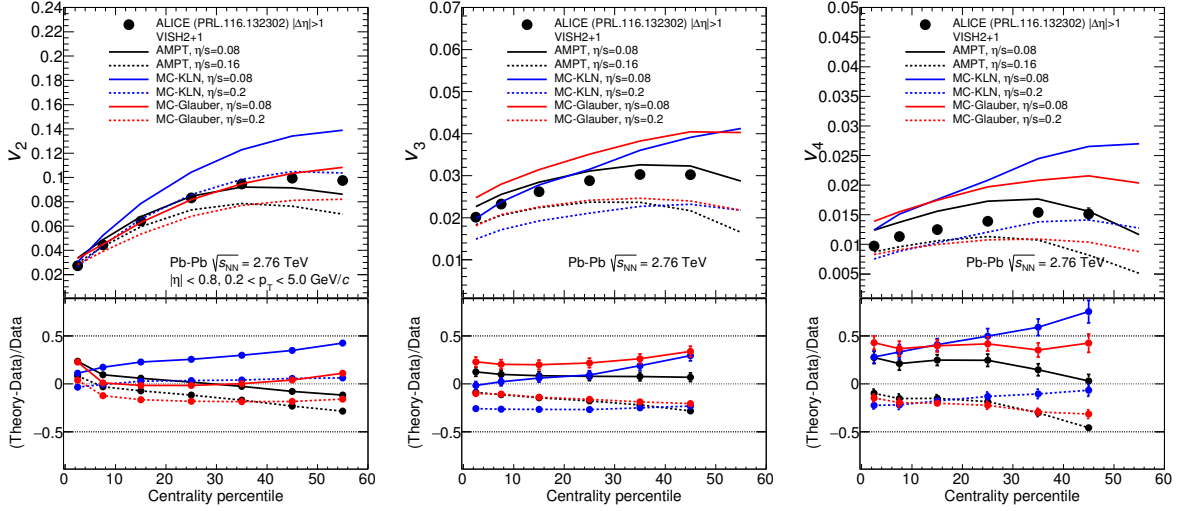 0.24
0.22
0.2
0.18
0.16
0.14
0.12
0.1
0.08
0.06
0.04
0.02
v2
ALICE (PRL.116.132302) |Δη|>1
VISH2+1
AMPT, η/s=0.08
AMPT, η/s=0.16
MC-KLN, η/s=0.08
MC-KLN, η/s=0.2
MC-Glauber, η/s=0.08
MC-Glauber, η/s=0.2
Pb-Pb √sNN = 2.76 TeV
|η| < 0.8, 0.2 < pT < 5.0 GeV/c
(Theory-Data)/Data
0.5
0
−0.5
0 10 20 30 40 50 60
Centrality percentile
0.07
0.06
0.05
0.04
0.03
0.02
0.01
v3
ALICE (PRL.116.132302) |Δη|>1
VISH2+1
AMPT, η/s=0.08
AMPT, η/s=0.16
MC-KLN, η/s=0.08
MC-KLN, η/s=0.2
MC-Glauber, η/s=0.08
MC-Glauber, η/s=0.2
Pb-Pb √sNN = 2.76 TeV
(Theory-Data)/Data
0.5
0
−0.5
0 10 20 30 40 50 60
Centrality percentile
0.05
0.045
0.04
0.035
0.03
0.025
0.02
0.015
0.01
0.005
v4
ALICE (PRL.116.132302) |Δη|>1
VISH2+1
AMPT, η/s=0.08
AMPT, η/s=0.16
MC-KLN, η/s=0.08
MC-KLN, η/s=0.2
MC-Glauber, η/s=0.08
MC-Glauber, η/s=0.2
Pb-Pb √sNN = 2.76 TeV
(Theory-Data)/Data
0.5
0
−0.5
0 10 20 30 40 50 60
Centrality percentile